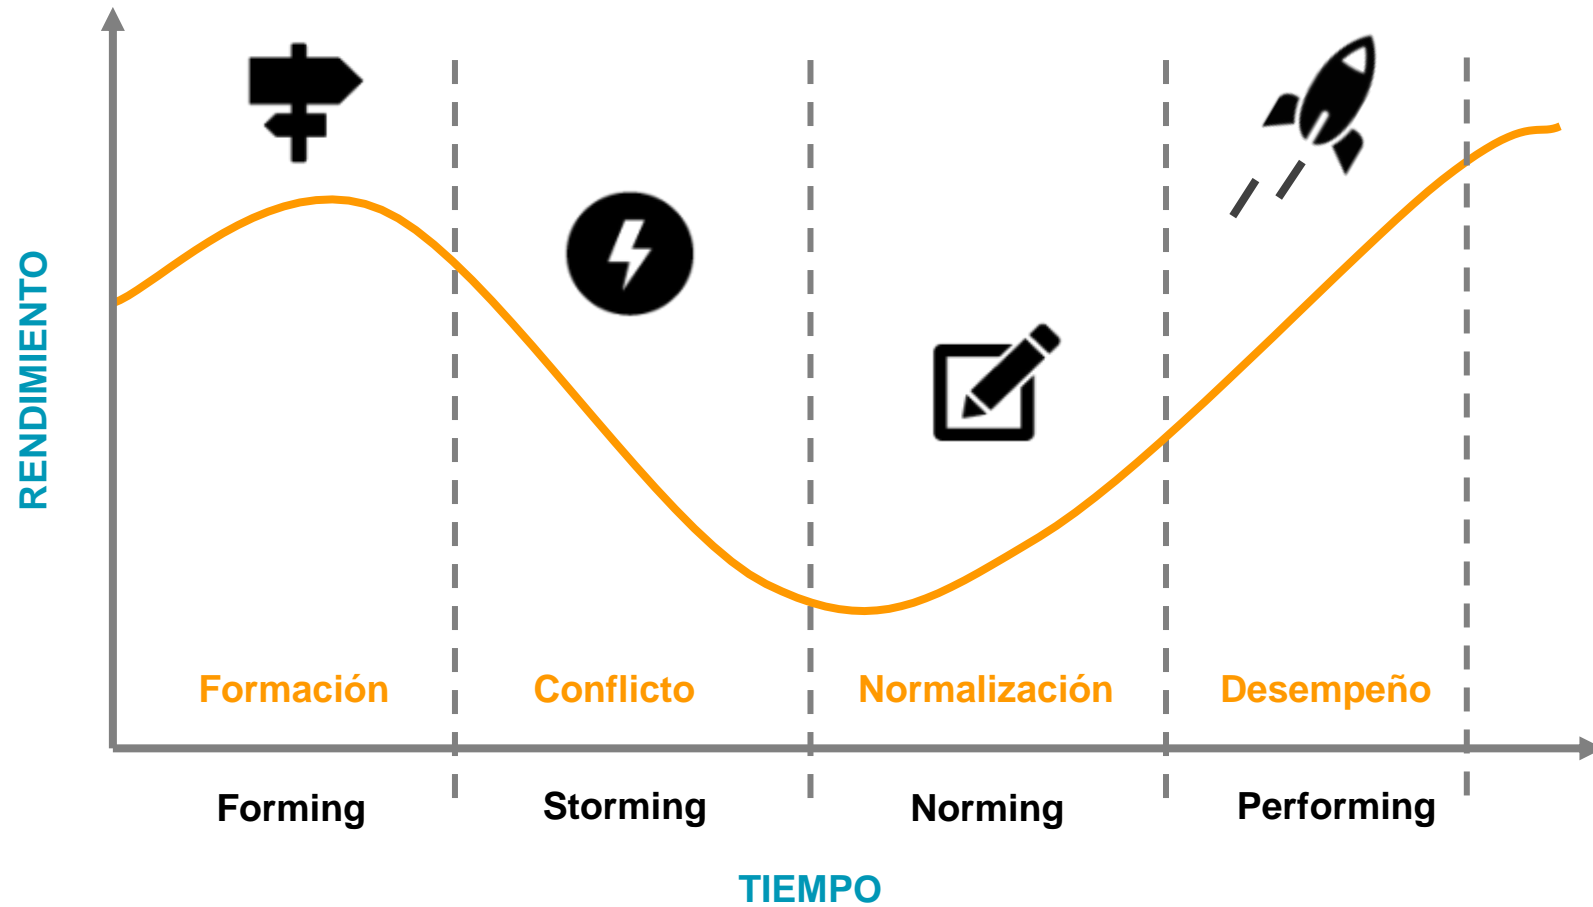 RENDIMIENTO
Formación
Conflicto
Normalización
Desempeño
Forming
Storming
Norming
Performing
TIEMPO